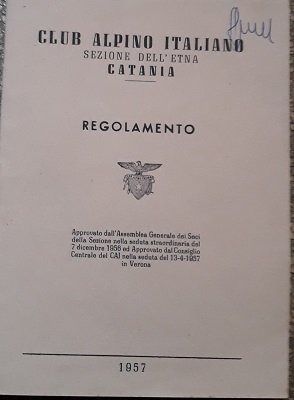 CLUB ALPINO ITALIANO
SEZIONE DELL'ETNA
CATANIA
REGOLAMENTO
Approvato dall'Assemblea Generale dei Soci
della Sezione nella seduta straordinaria del
7 dicembre 1956 ed Approvato dal Consiglio
Centrale del CAI nella seduta del 13-4-1957
in Verona
1957